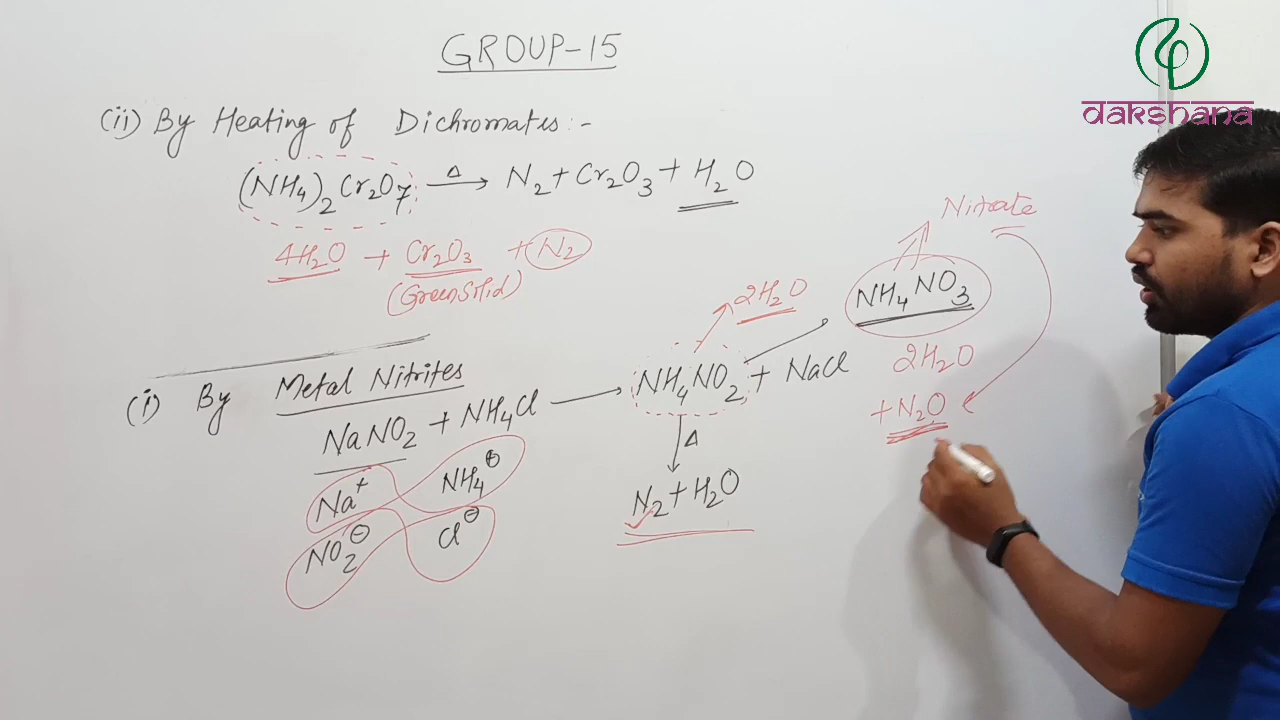 GROUP-15
dakshana
(ii) By Heating of Dichromates:-
(NH4)2Cr2O7 —Δ→ N2 + Cr2O3 + H2O
4H2O + Cr2O3 + N2
(Green Solid)
Nitrate
NH4NO3
2H2O
+ N2O
(i) By Metal Nitrites
2H2O
NaNO2 + NH4Cl → NH4NO2 + NaCl
Na+ NH4⊕
NO2⊖ Cl⊖
Δ
N2 + H2O